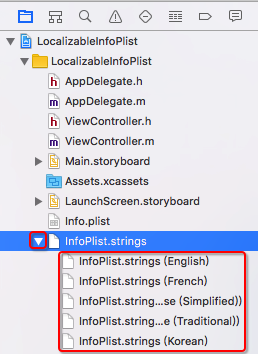 LocalizableInfoPlist
LocalizableInfoPlist
AppDelegate.h
AppDelegate.m
ViewController.h
ViewController.m
Main.storyboard
Assets.xcassets
LaunchScreen.storyboard
Info.plist
InfoPlist.strings
InfoPlist.strings (English)
InfoPlist.strings (French)
InfoPlist.string...se (Simplified))
InfoPlist.string...e (Traditional))
InfoPlist.strings (Korean)